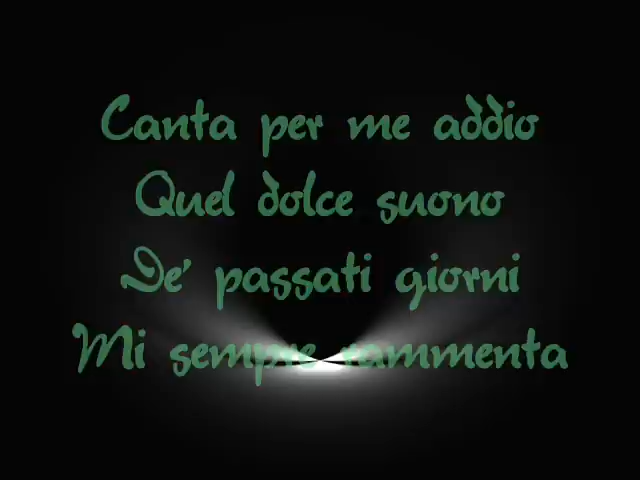 Canta per me addio
Quel dolce suono
De' passati giorni
Mi sempre rammenta